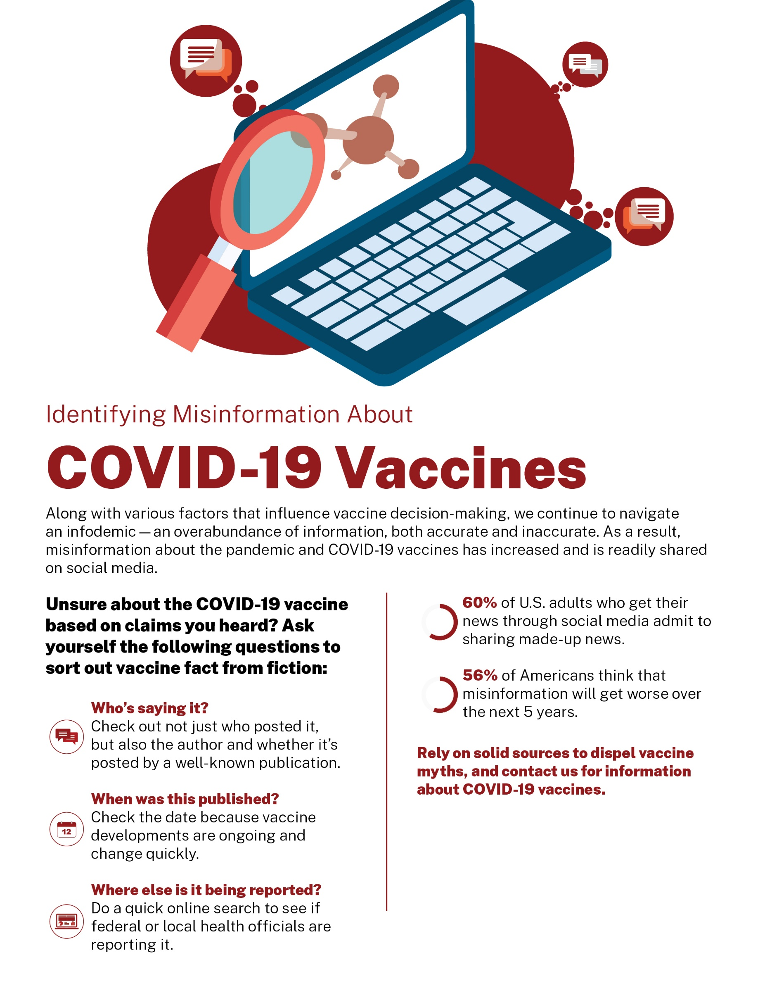 Identifying Misinformation About
COVID-19 Vaccines
Along with various factors that influence vaccine decision-making, we continue to navigate
an infodemic — an overabundance of information, both accurate and inaccurate. As a result,
misinformation about the pandemic and COVID-19 vaccines has increased and is readily shared
on social media.
Unsure about the COVID-19 vaccine
based on claims you heard? Ask
yourself the following questions to
sort out vaccine fact from fiction:
Who’s saying it?
Check out not just who posted it,
but also the author and whether it’s
posted by a well-known publication.
When was this published?
12
Check the date because vaccine
developments are ongoing and
change quickly.
Where else is it being reported?
Do a quick online search to see if
federal or local health officials are
reporting it.
60% of U.S. adults who get their
news through social media admit to
sharing made-up news.
56% of Americans think that
misinformation will get worse over
the next 5 years.
Rely on solid sources to dispel vaccine
myths, and contact us for information
about COVID-19 vaccines.